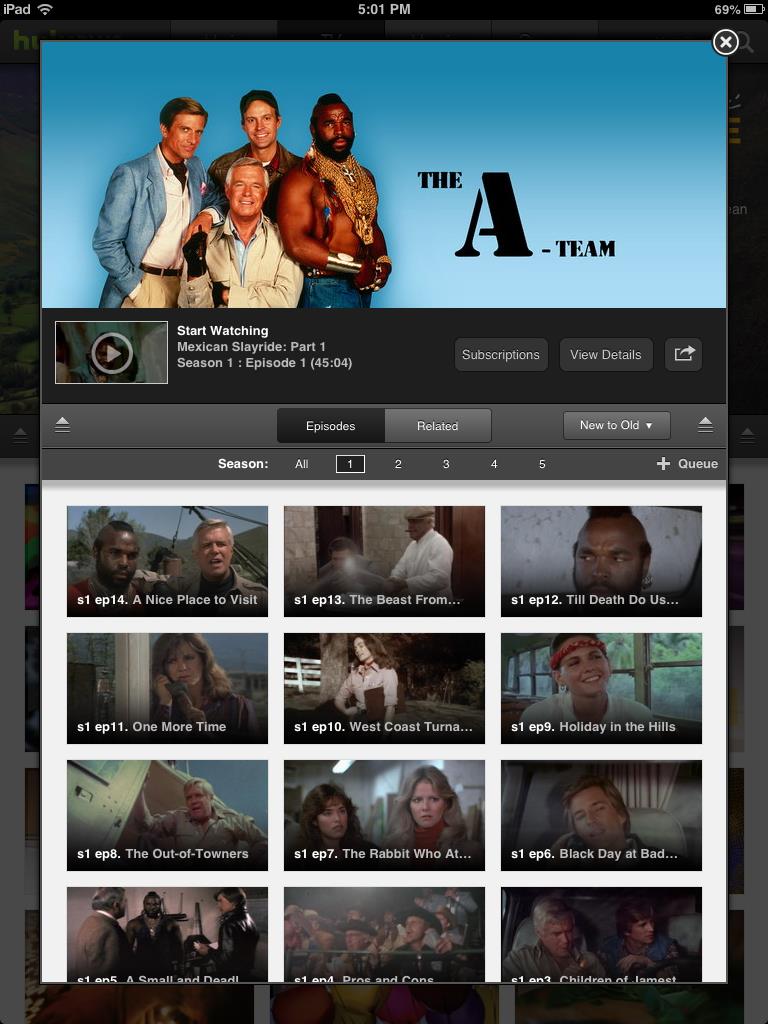 iPad 5:01 PM 69%
THE
A
- TEAM
Start Watching
Mexican Slayride: Part 1
Season 1 : Episode 1 (45:04)
Subscriptions
View Details
Episodes
Related
New to Old ▼
Season: All 1 2 3 4 5 + Queue
s1 ep14. A Nice Place to Visit
s1 ep13. The Beast From...
s1 ep12. Till Death Do Us...
s1 ep11. One More Time
s1 ep10. West Coast Turna...
s1 ep9. Holiday in the Hills
s1 ep8. The Out-of-Towners
s1 ep7. The Rabbit Who At...
s1 ep6. Black Day at Bad...
s1 ep5. A Small and Deadl
s1 ep4. Pros and Cons
s1 ep3. Children of Jamest